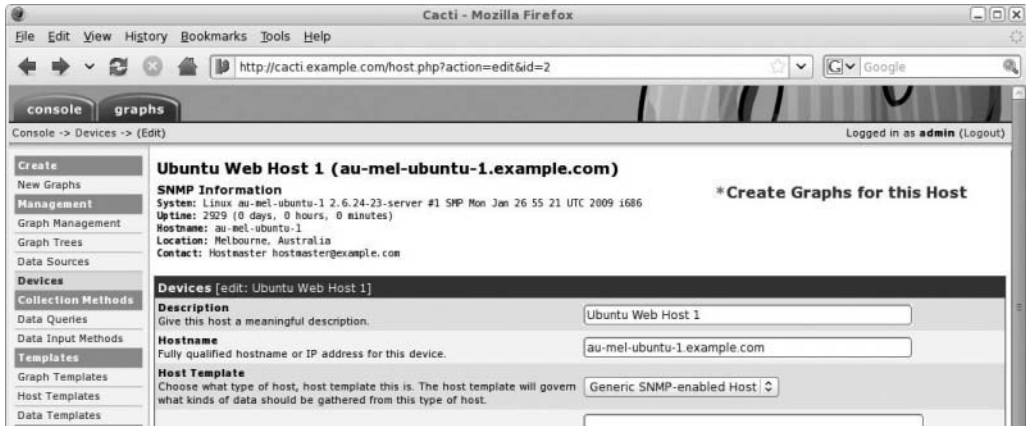 Cacti - Mozilla Firefox
File Edit View History Bookmarks Tools Help
http://cacti.example.com/host.php?action=edit&id=2
G Google
console graphs
Console -> Devices -> (Edit)
Logged in as admin (Logout)
Create
New Graphs
Management
Graph Management
Graph Trees
Data Sources
Devices
Collection Methods
Data Queries
Data Input Methods
Templates
Graph Templates
Host Templates
Data Templates
Ubuntu Web Host 1 (au-mel-ubuntu-1.example.com)
SNMP Information
System: Linux au-mel-ubuntu-1 2.6.24-23-server #1 SMP Mon Jan 26 55 21 UTC 2009 i686
Uptime: 2929 (0 days, 0 hours, 0 minutes)
Hostname: au-mel-ubuntu-1
Location: Melbourne, Australia
Contact: Hostmaster hostmaster@example.com
*Create Graphs for this Host
Devices [edit: Ubuntu Web Host 1]
Description
Give this host a meaningful description.
Ubuntu Web Host 1
Hostname
Fully qualified hostname or IP address for this device.
au-mel-ubuntu-1.example.com
Host Template
Choose what type of host, host template this is. The host template will govern
what kinds of data should be gathered from this type of host.
Generic SNMP-enabled Host